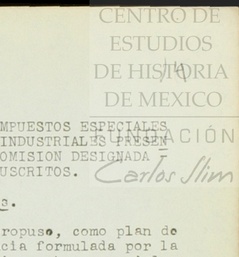 CENTRO DE
ESTUDIOS
DE HISTORIA
DE MEXICO
FUNDACIÓN
Carlos Slim
MPUESTOS ESPECIALES
INDUSTRIALES PRESEN
OMISION DESIGNADA
USCRITOS.
s.
ropuso, como plan de
cia formulada por la